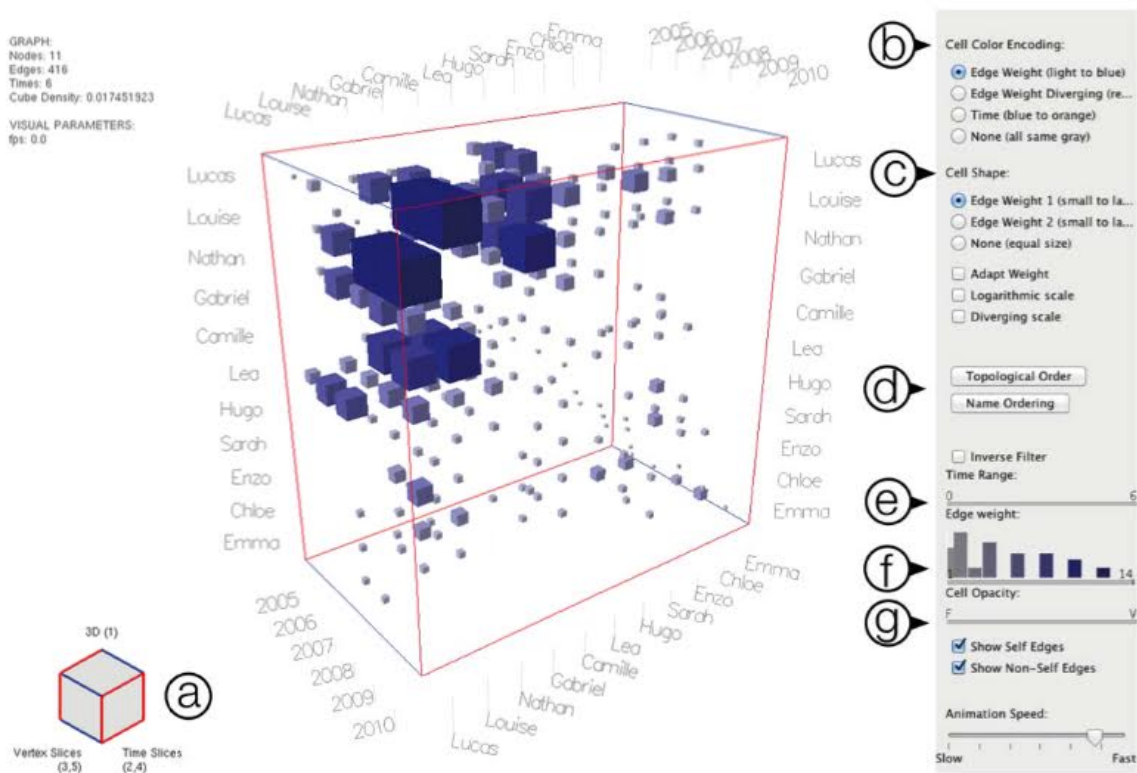 GRAPH:
Nodes: 11
Edges: 416
Times: 6
Cube Density: 0.017451923
VISUAL PARAMETERS:
fps: 0.0
Lucas
Louise
Nathan
Gabriel
Camille
Lea
Hugo
Sarah
Enzo
Chloe
Emma
2005
2006
2007
2008
2009
2010
Lucas
Louise
Nathan
Gabriel
Camille
Lea
Hugo
Sarah
Enzo
Chloe
Emma
Lucas
Louise
Nathan
Gabriel
Camille
Lea
Hugo
Sarah
Enzo
Chloe
Emma
2005
2006
2007
2008
2009
2010
Lucas
Louise
Nathan
Gabriel
Camille
Lea
Hugo
Sarah
Enzo
Chloe
Emma
3D (1)
Vertex Slices
(3,5)
Time Slices
(2,4)
a
b
Cell Color Encoding:
Edge Weight (light to blue)
Edge Weight Diverging (re...
Time (blue to orange)
None (all same gray)
c
Cell Shape:
Edge Weight 1 (small to la...
Edge Weight 2 (small to la...
None (equal size)
Adapt Weight
Logarithmic scale
Diverging scale
d
Topological Order
Name Ordering
Inverse Filter
Time Range:
e
0 6
Edge weight:
f
1 14
Cell Opacity:
g
F V
Show Self Edges
Show Non-Self Edges
Animation Speed:
Slow Fast